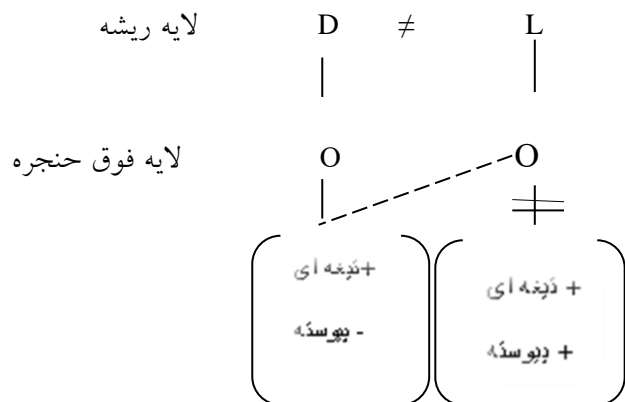 لایه ریشه D ≠ L
لایه فوق حنجره O O
+تیغه ای + تیغه ای
- پیوسته + پیوسته